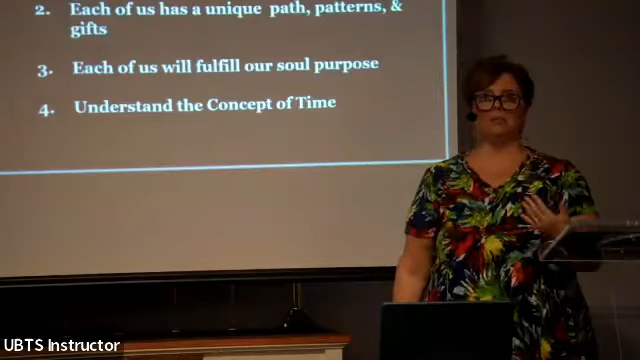 2. Each of us has a unique path, patterns, &
gifts
3. Each of us will fulfill our soul purpose
4. Understand the Concept of Time
UBTS Instructor